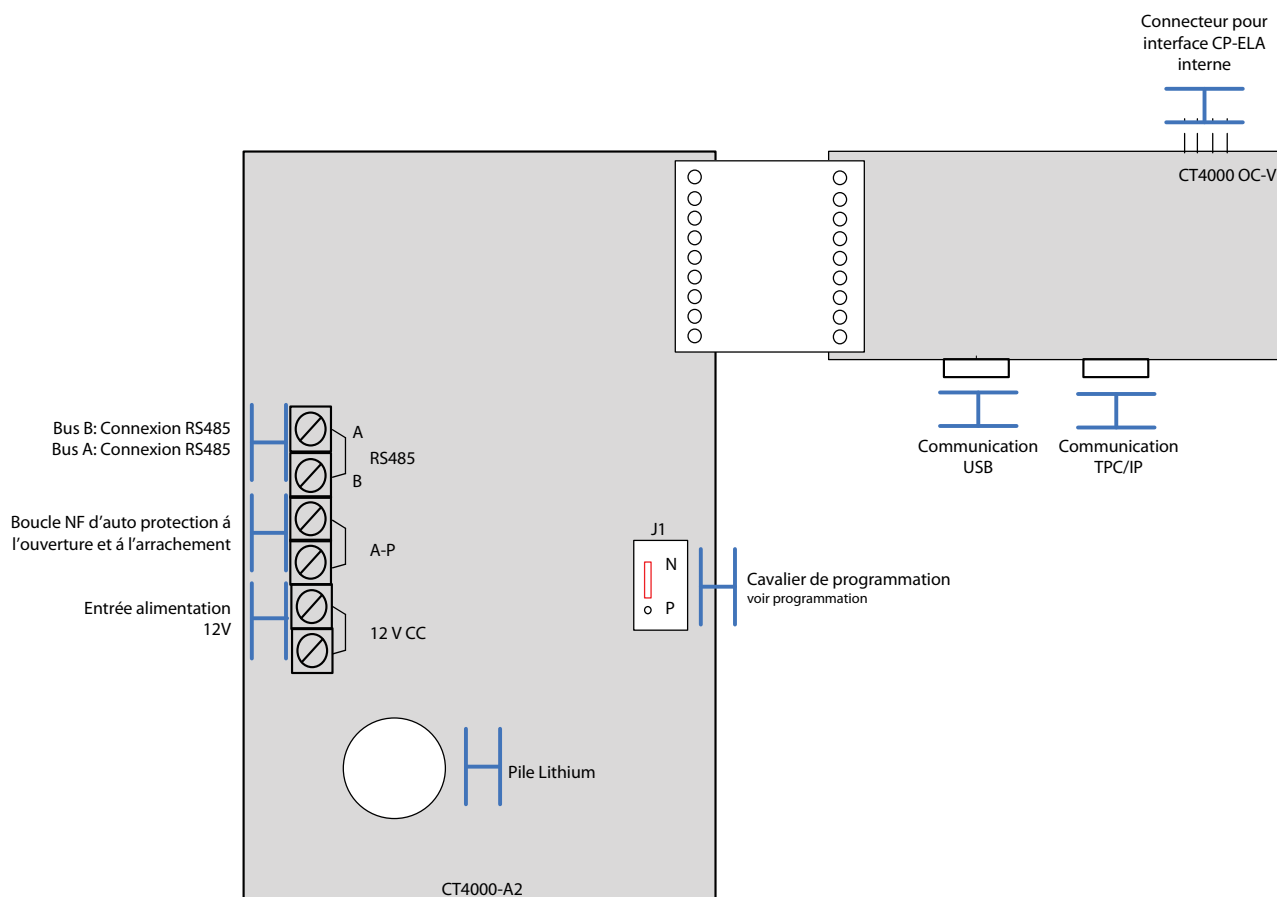 Connecteur pour
interface CP-ELA
interne
CT4000 OC-V
Bus B: Connexion RS485
Bus A: Connexion RS485
A
RS485
B
Communication
USB
Communication
TPC/IP
Boucle NF d'auto protection á
l'ouverture et á l'arrachement
A-P
J1
N
P
Cavalier de programmation
voir programmation
Entrée alimentation
12V
12 V CC
Pile Lithium
CT4000-A2